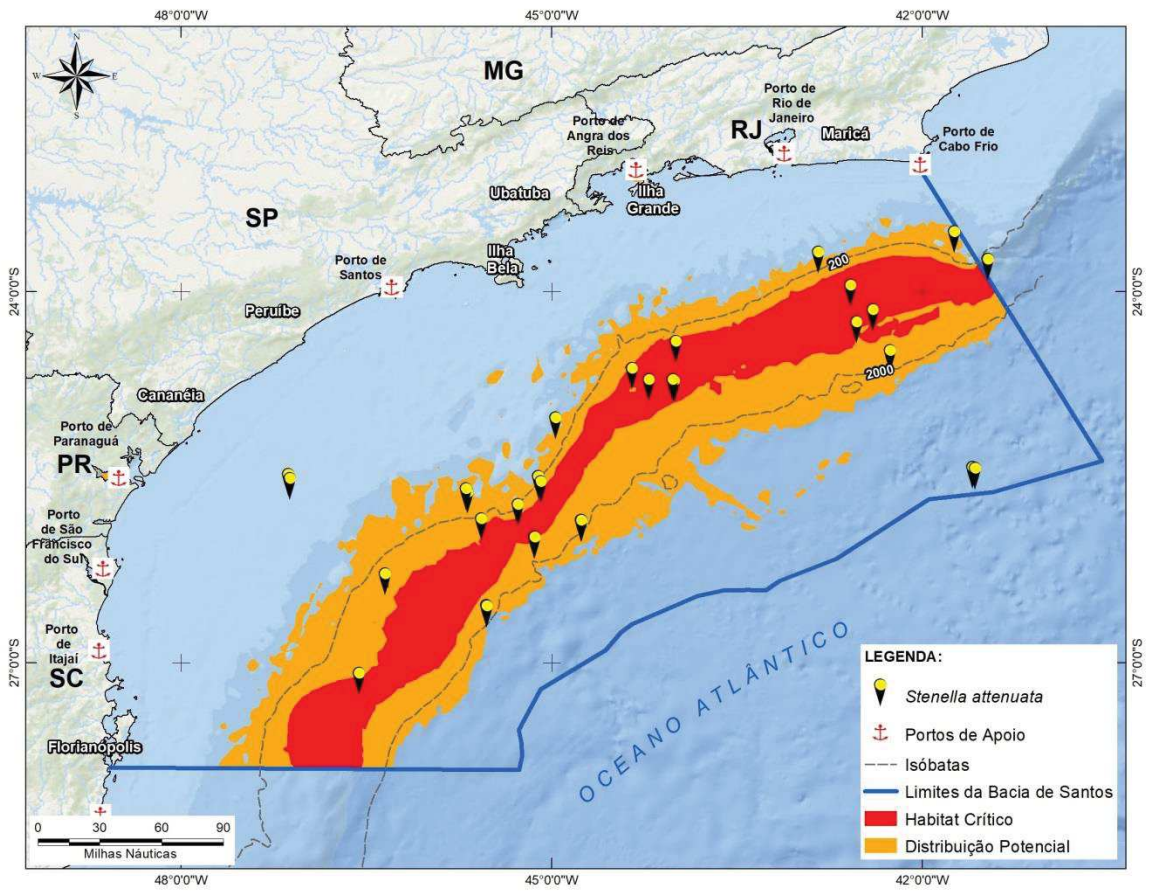 48°0'0"W
45°0'0"W
42°0'0"W
N
W
E
S
MG
Porto de
Rio de
Janeiro
Porto de
Angra dos
Reis
RJ
Maricá
Porto de
Cabo Frio
Ubatuba
Ilha
Grande
SP
Ilha
Bela
Porto de
Santos
200
24°0'0"S
24°0'0"S
Peruíbe
2000
Cananéia
Porto de
Paranaguá
PR
Porto
de São
Francisco
do Sul
Porto
de
Itajaí
SC
27°0'0"S
27°0'0"S
Florianópolis
OCEANO ATLÂNTICO
0
30
60
90
Milhas Náuticas
LEGENDA:
Stenella attenuata
Portos de Apoio
Isóbatas
Limites da Bacia de Santos
Habitat Crítico
Distribuição Potencial
48°0'0"W
45°0'0"W
42°0'0"W